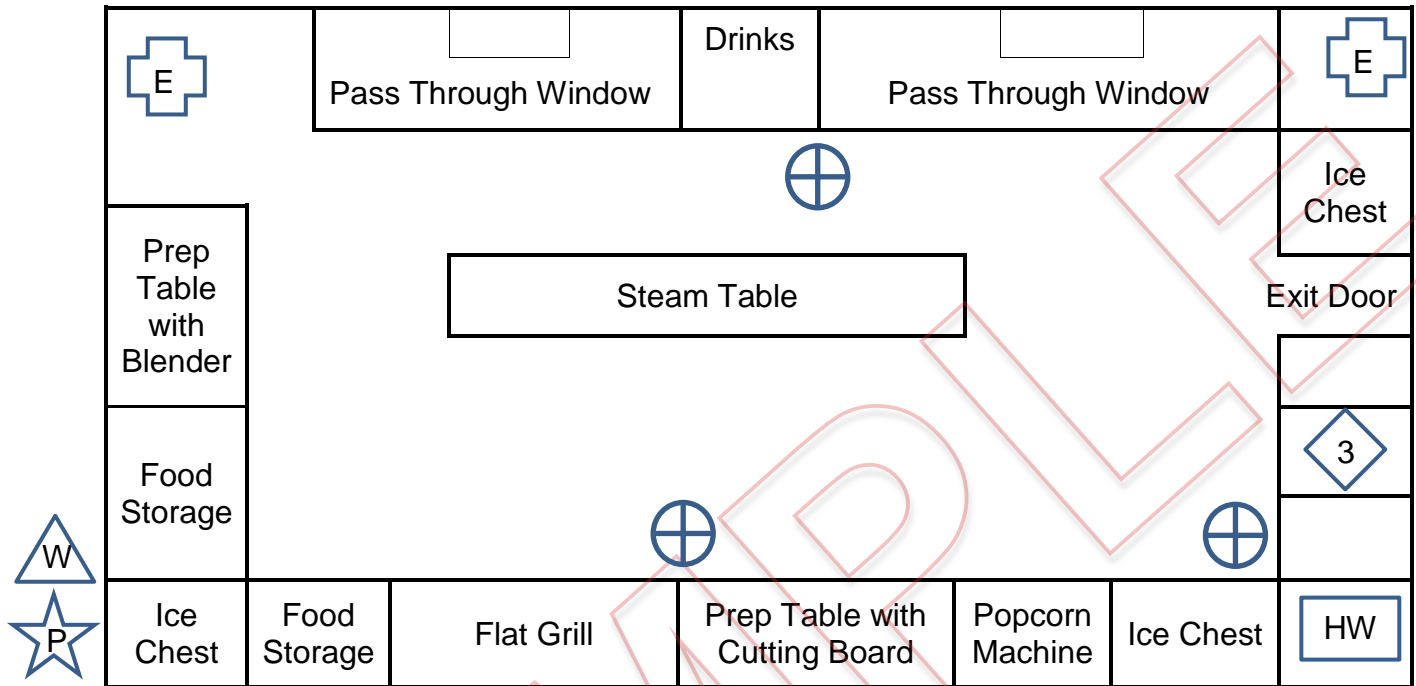 E
Pass Through Window
Drinks
Pass Through Window
E
Ice
Chest
Prep
Table
with
Blender
Steam Table
Exit Door
Food
Storage
3
W
P
Ice
Chest
Food
Storage
Flat Grill
Prep Table with
Cutting Board
Popcorn
Machine
Ice Chest
HW